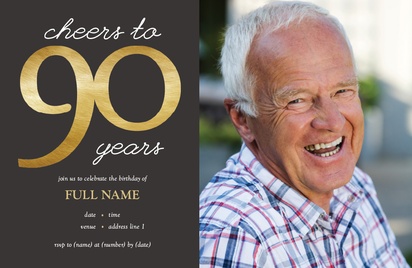 cheers to
90
years
join us to celebrate the birthday of
FULL NAME
date • time
venue • address line 1
rsvp to (name) at (number) by (date)